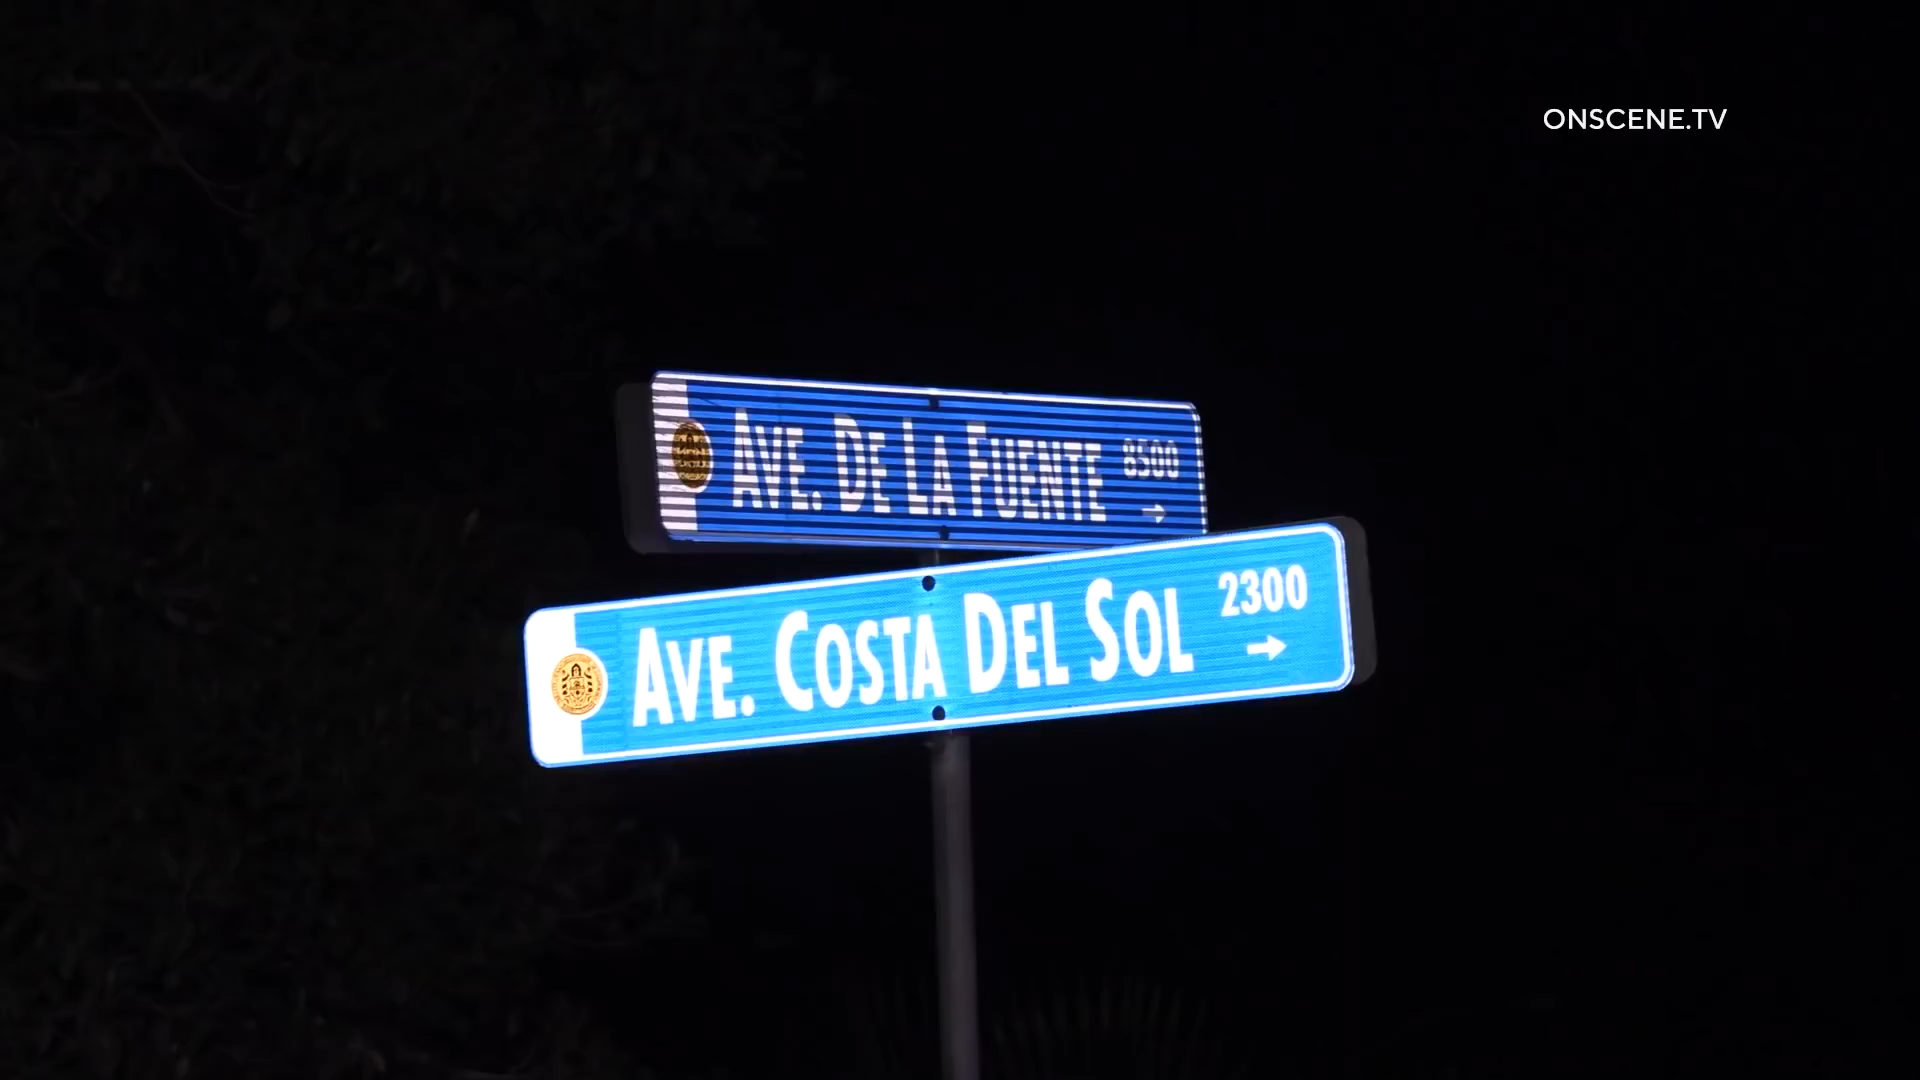 ONSCENE.TV
AVE. DE LA FUENTE 8500
→
AVE. COSTA DEL SOL 2300
→